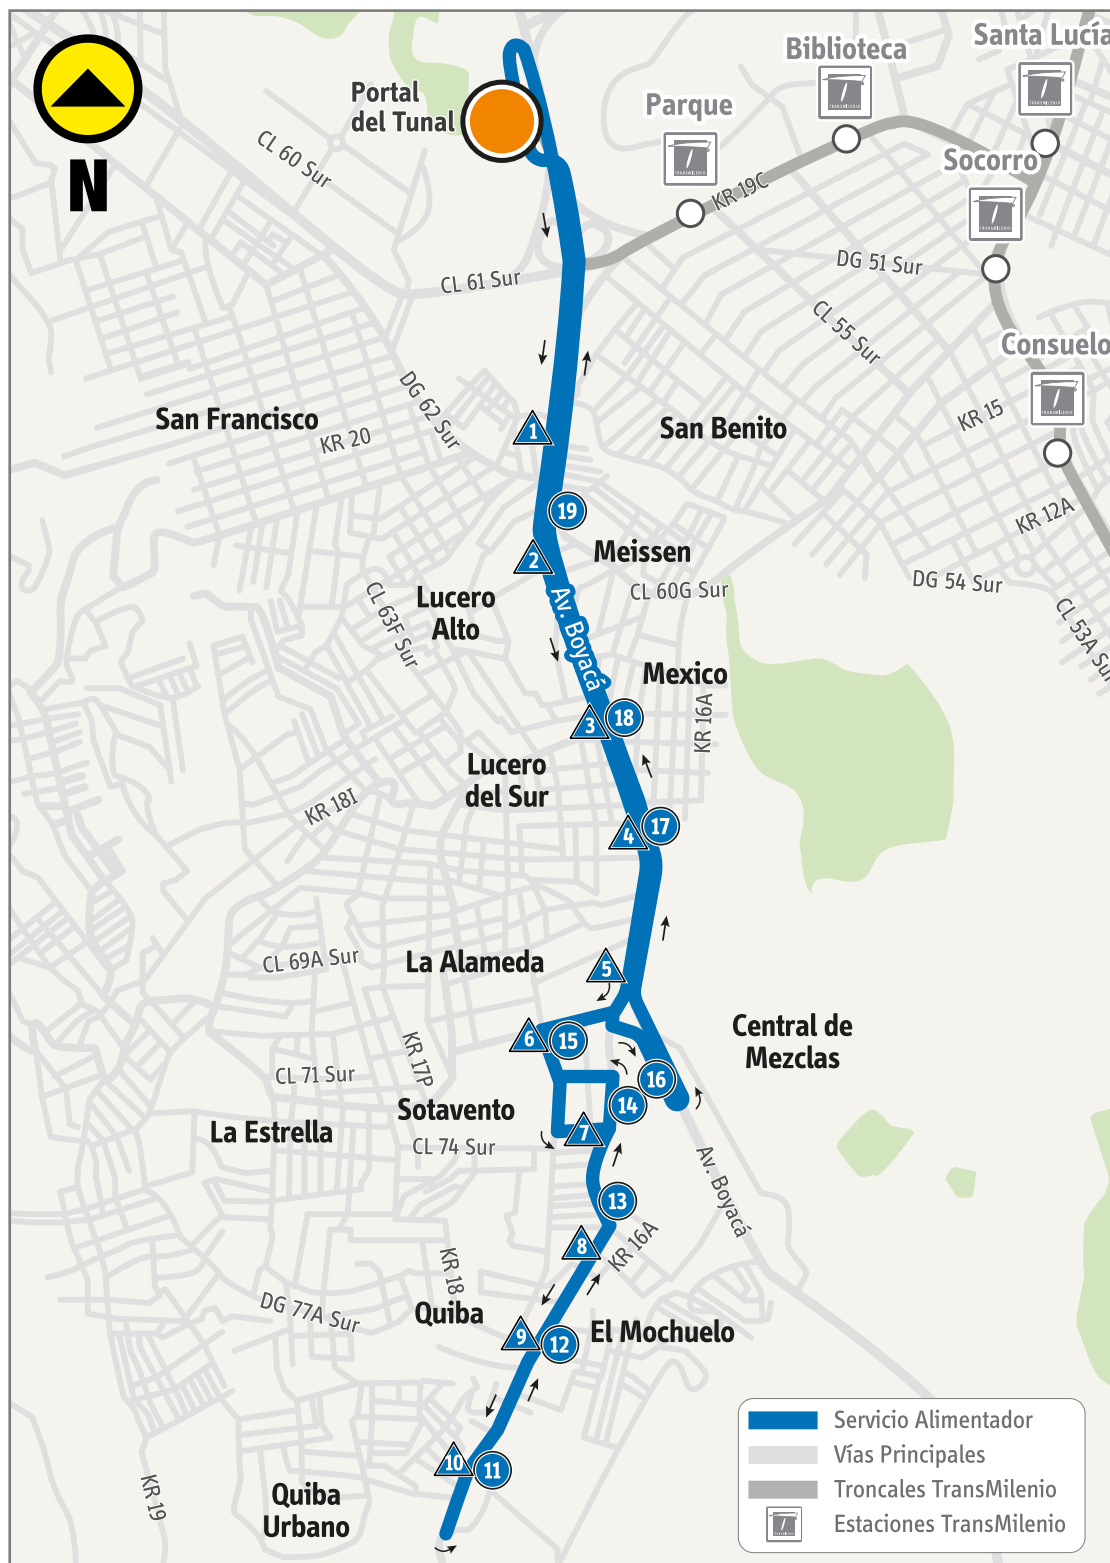 Santa Lucía
Biblioteca
Portal
del Tunal
Parque
TRANSMILENIO
TRANSMILENIO
TRANSMILENIO
CL 60 Sur
N
Socorro
KR 19C
TRANSMILENIO
DG 51 Sur
CL 61 Sur
CL 55 Sur
Consuelo
TRANSMILENIO
DG 62 Sur
San Francisco
KR 20
1
San Benito
KR 15
19
KR 12A
2
Meissen
Lucero
Alto
CL 63F Sur
Av. Boyacá
CL 60G Sur
DG 54 Sur
CL 53A Sur
Mexico
3
18
KR 16A
Lucero
del Sur
KR 18I
4
17
CL 69A Sur
La Alameda
5
Central de
Mezclas
6
15
KR 17P
CL 71 Sur
16
Sotavento
14
La Estrella
7
CL 74 Sur
Av. Boyacá
13
8
KR 16A
KR 18
DG 77A Sur
Quiba
9
12
El Mochuelo
10
11
KR 19
Quiba
Urbano
Servicio Alimentador
Vías Principales
Troncales TransMilenio
Estaciones TransMilenio